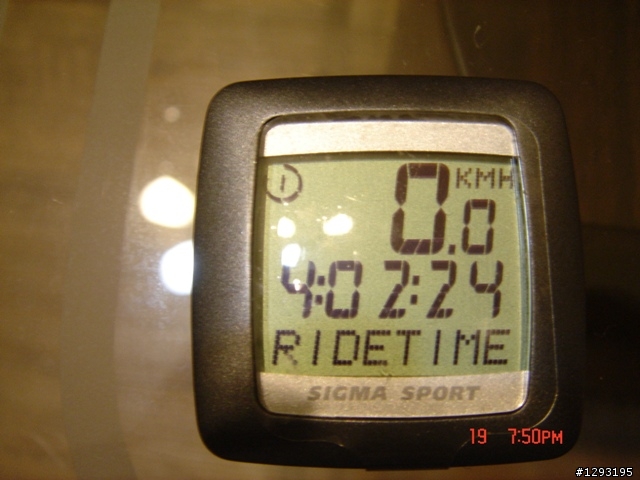 0.0 KMH
4:02:24
RIDETIME
SIGMA SPORT
19 7:50PM
#1293195